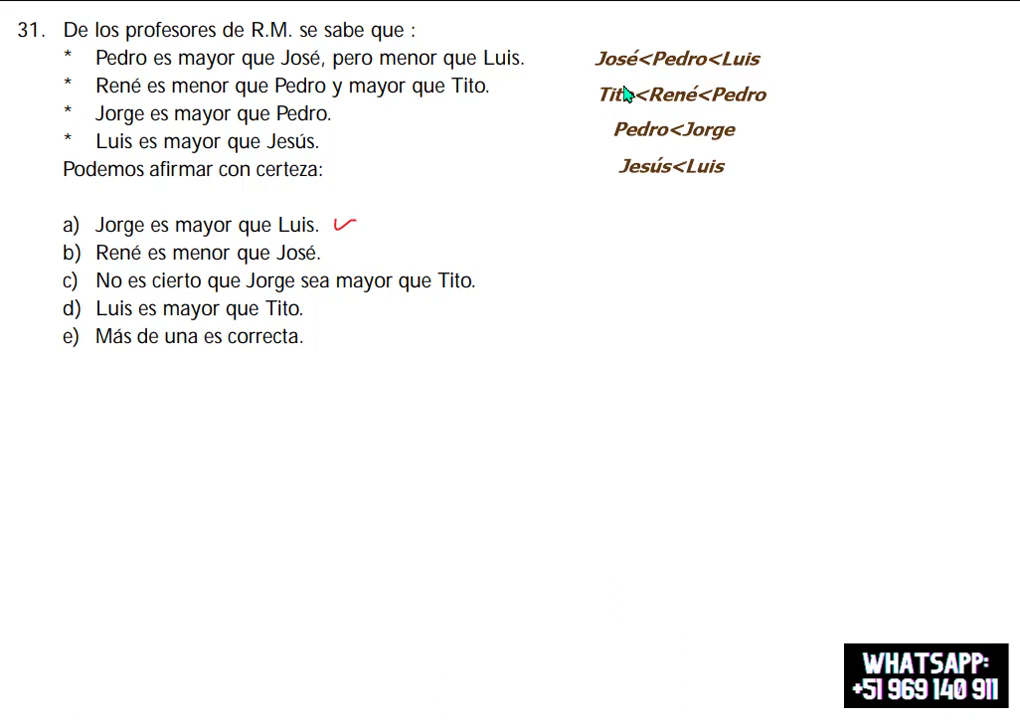 31. De los profesores de R.M. se sabe que :
* Pedro es mayor que José, pero menor que Luis.
José<Pedro<Luis
* René es menor que Pedro y mayor que Tito.
Tito<René<Pedro
* Jorge es mayor que Pedro.
Pedro<Jorge
* Luis es mayor que Jesús.
Jesús<Luis
Podemos afirmar con certeza:
a) Jorge es mayor que Luis.
b) René es menor que José.
c) No es cierto que Jorge sea mayor que Tito.
d) Luis es mayor que Tito.
e) Más de una es correcta.
WHATSAPP:
+51 969 140 911